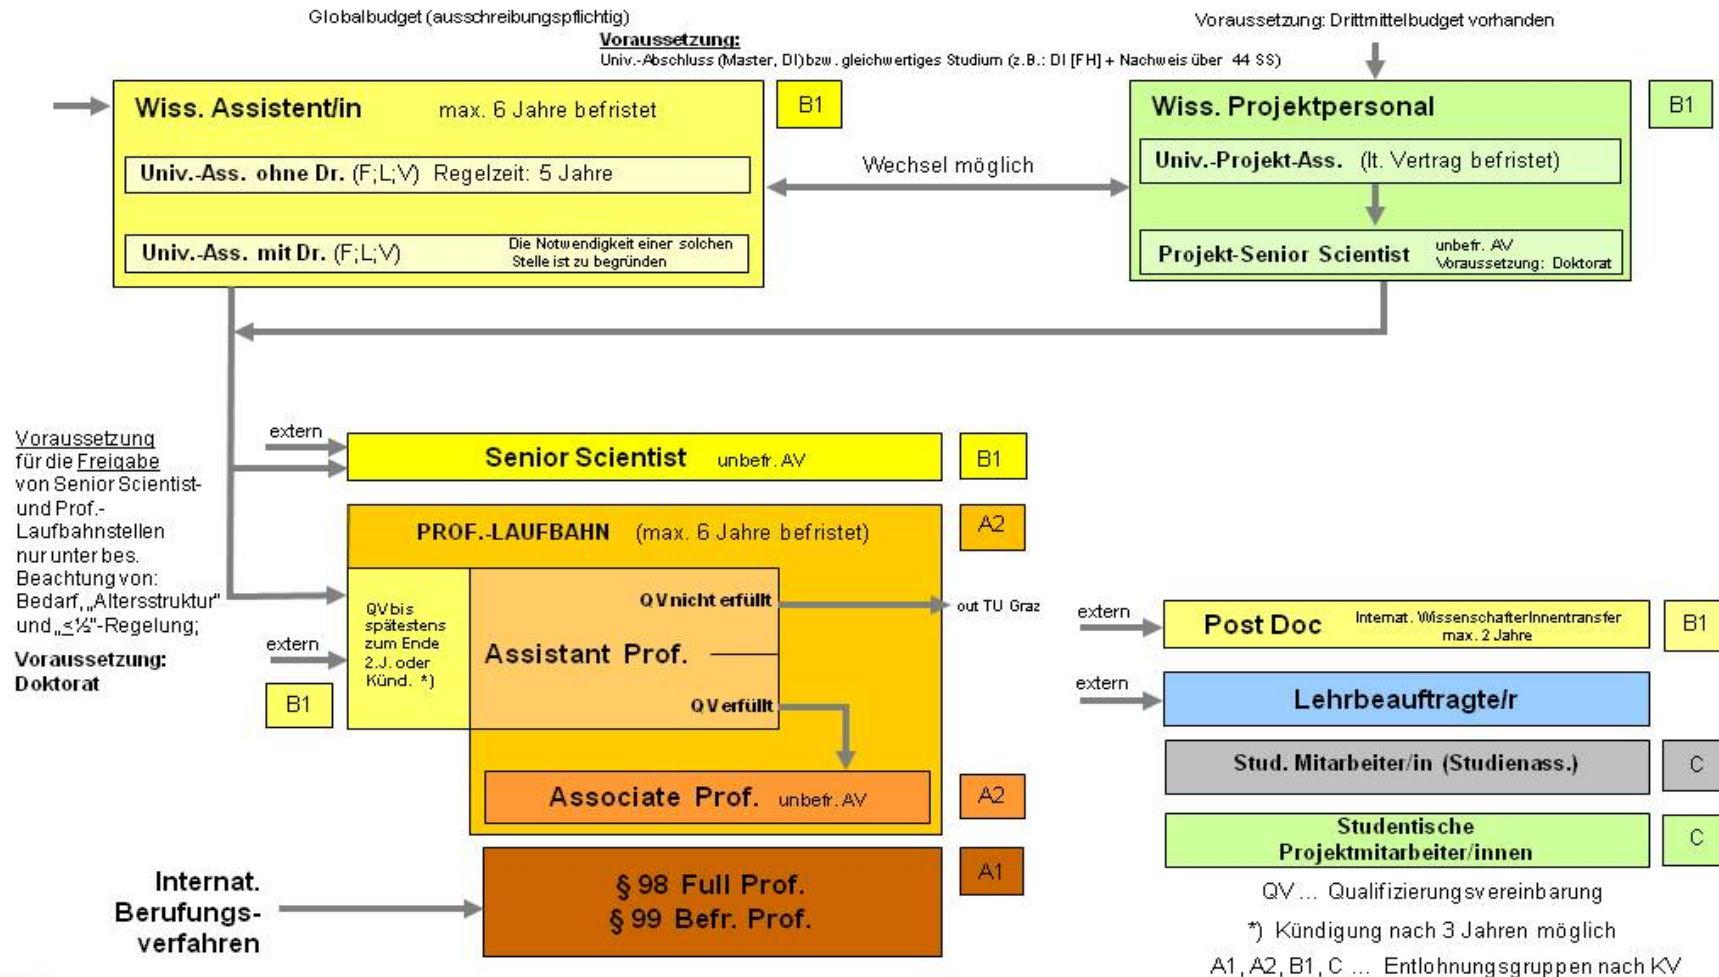 Globalbudget (ausschreibungspflichtig)
Voraussetzung: Drittmittelbudget vorhanden
Voraussetzung:
Univ.-Abschluss (Master, DI) bzw. gleichwertiges Studium (z.B.: DI [FH] + Nachweis über 44 SS)
Wiss. Assistent/in max. 6 Jahre befristet
B1
Univ.-Ass. ohne Dr. (F;L;V) Regelzeit: 5 Jahre
Univ.-Ass. mit Dr. (F;L;V)
Die Notwendigkeit einer solchen
Stelle ist zu begründen
Wechsel möglich
Wiss. Projektpersonal
B1
Univ.-Projekt-Ass. (lt. Vertrag befristet)
Projekt-Senior Scientist
unbefr. AV
Voraussetzung: Doktorat
Voraussetzung
für die Freigabe
von Senior Scientist-
und Prof.-
Laufbahnstellen
nur unter bes.
Beachtung von:
Bedarf, „Altersstruktur"
und „≤½"-Regelung;
Voraussetzung:
Doktorat
extern
Senior Scientist unbefr. AV
B1
PROF.-LAUFBAHN (max. 6 Jahre befristet)
A2
extern
B1
QV bis
spätestens
zum Ende
2.J. oder
Künd. *)
QV nicht erfüllt
out TU Graz
Assistant Prof.
QV erfüllt
Associate Prof. unbefr. AV
A2
Internat.
Berufungs-
verfahren
§ 98 Full Prof.
§ 99 Befr. Prof.
A1
extern
Post Doc
Internat. WissenschafterInnentransfer
max. 2 Jahre
B1
extern
Lehrbeauftragte/r
Stud. Mitarbeiter/in (Studienass.)
C
Studentische
Projektmitarbeiter/innen
C
QV ... Qualifizierungsvereinbarung
*) Kündigung nach 3 Jahren möglich
A1, A2, B1, C ... Entlohnungsgruppen nach KV